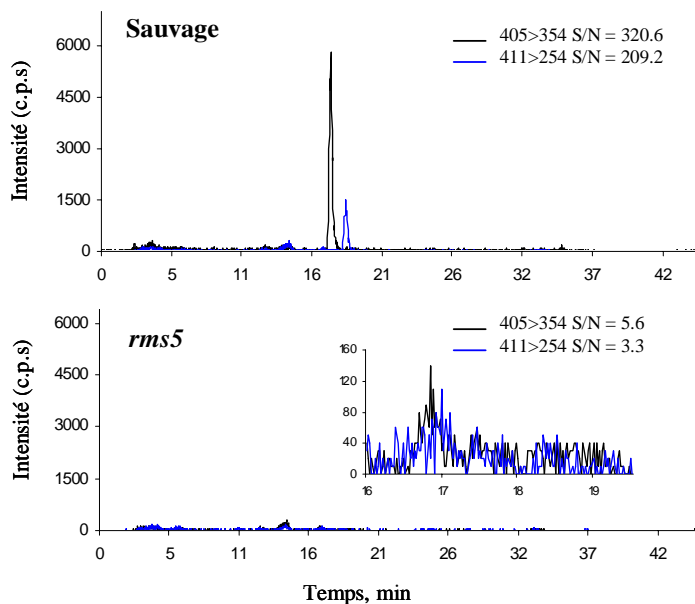 Sauvage
405>354 S/N = 320.6
411>254 S/N = 209.2
Intensité (c.p.s)
6000
4500
3000
1500
0
0 5 11 16 21 26 32 37 42
rms5
405>354 S/N = 5.6
411>254 S/N = 3.3
Intensité (c.p.s)
6000
4500
3000
1500
0
160
120
80
40
0
16 17 18 19
0 5 11 16 21 26 32 37 42
Temps, min